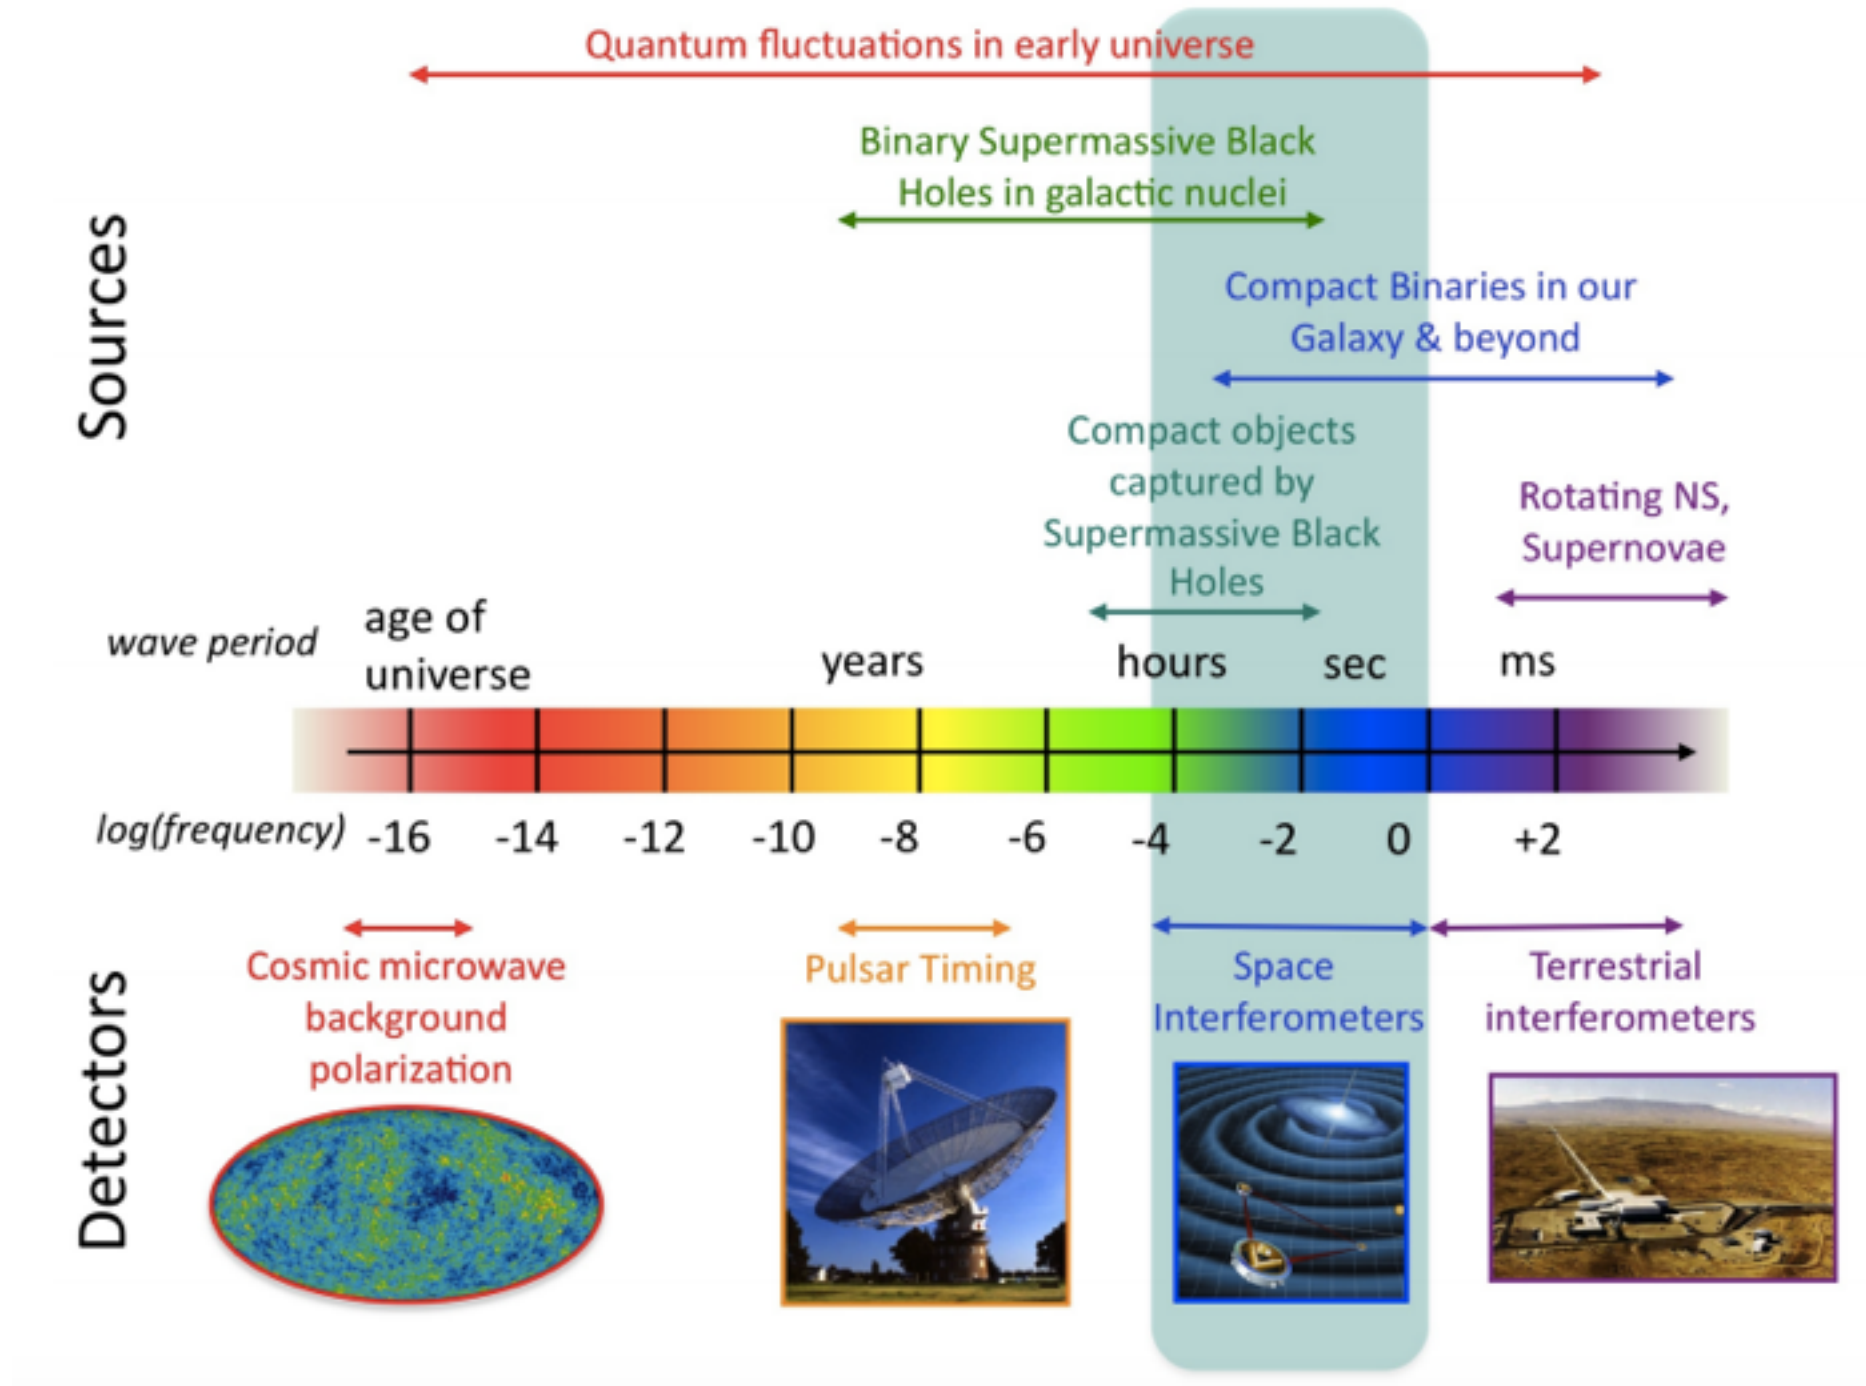 Quantum fluctuations in early universe
Binary Supermassive Black
Holes in galactic nuclei
Compact Binaries in our
Galaxy & beyond
Compact objects
captured by
Supermassive Black
Holes
Rotating NS,
Supernovae
Sources
wave period
age of
universe
years
hours
sec
ms
log(frequency)
-16
-14
-12
-10
-8
-6
-4
-2
0
+2
Detectors
Cosmic microwave
background
polarization
Pulsar Timing
Space
Interferometers
Terrestrial
interferometers